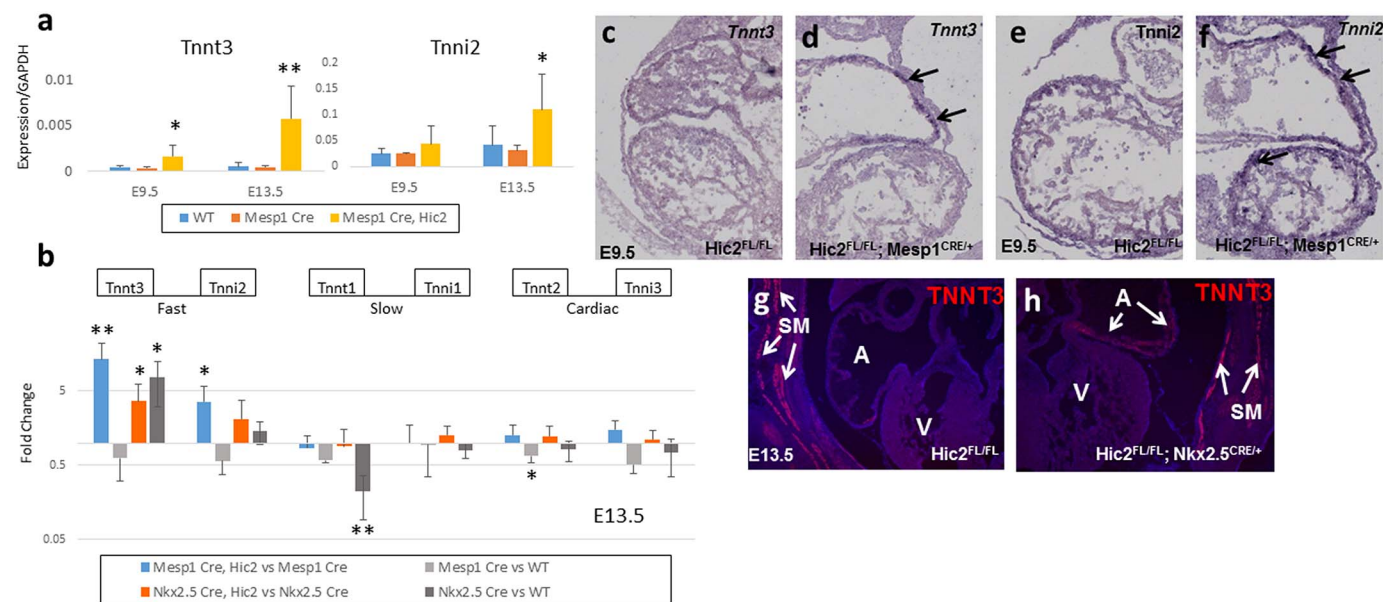 a
Tnnt3
Tnni2
Expression/GAPDH
0.01
0.005
0
0.2
0.15
0.1
0.05
0
*
**
*
E9.5
E13.5
E9.5
E13.5
WT
Mesp1 Cre
Mesp1 Cre, Hic2
b
Tnnt3
Tnni2
Tnnt1
Tnni1
Tnnt2
Tnni3
Fast
Slow
Cardiac
**
*
*
*
**
*
Fold Change
5
0.5
0.05
E13.5
Mesp1 Cre, Hic2 vs Mesp1 Cre
Mesp1 Cre vs WT
Nkx2.5 Cre, Hic2 vs Nkx2.5 Cre
Nkx2.5 Cre vs WT
c
Tnnt3
E9.5
Hic2FL/FL
d
Tnnt3
Hic2FL/FL; Mesp1CRE/+
e
Tnni2
E9.5
Hic2FL/FL
f
Tnni2
Hic2FL/FL; Mesp1CRE/+
g
TNNT3
SM
A
V
E13.5
Hic2FL/FL
h
TNNT3
A
V
SM
Hic2FL/FL; Nkx2.5CRE/+